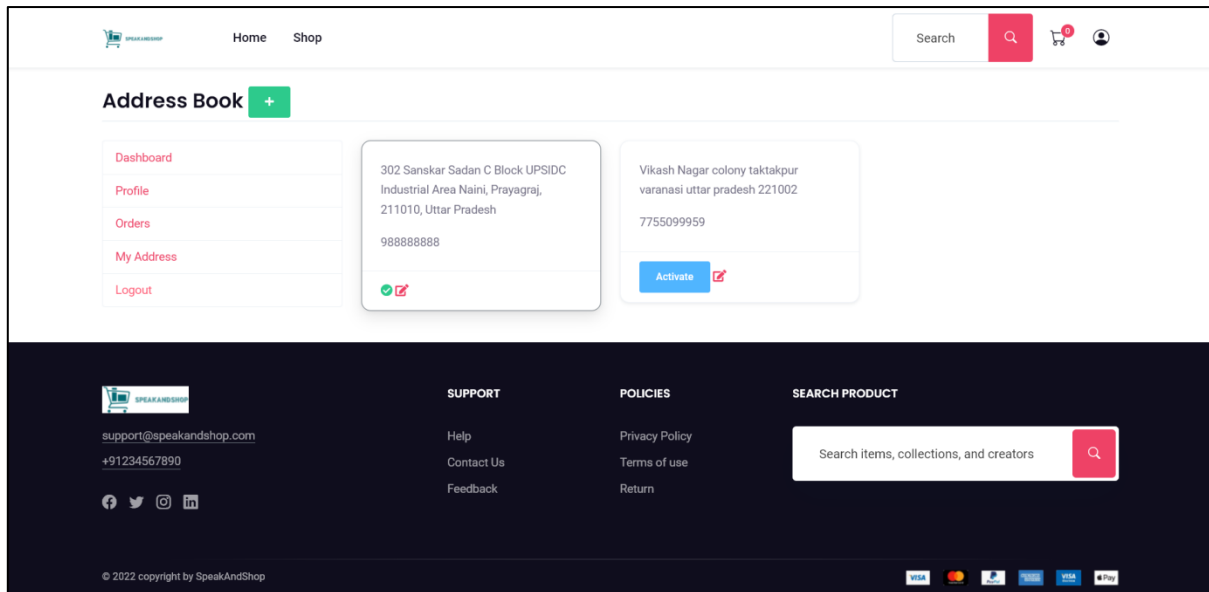 SPEAKANDSHOP
Home Shop
Search
0
Address Book +
Dashboard
Profile
Orders
My Address
Logout
302 Sanskar Sadan C Block UPSIDC
Industrial Area Naini, Prayagraj,
211010, Uttar Pradesh
988888888
Vikash Nagar colony taktakpur
varanasi uttar pradesh 221002
7755099959
Activate
SPEAKANDSHOP
support@speakandshop.com
+91234567890
SUPPORT
Help
Contact Us
Feedback
POLICIES
Privacy Policy
Terms of use
Return
SEARCH PRODUCT
Search items, collections, and creators
© 2022 copyright by SpeakAndShop
VISA
PayPal
VISA
Pay